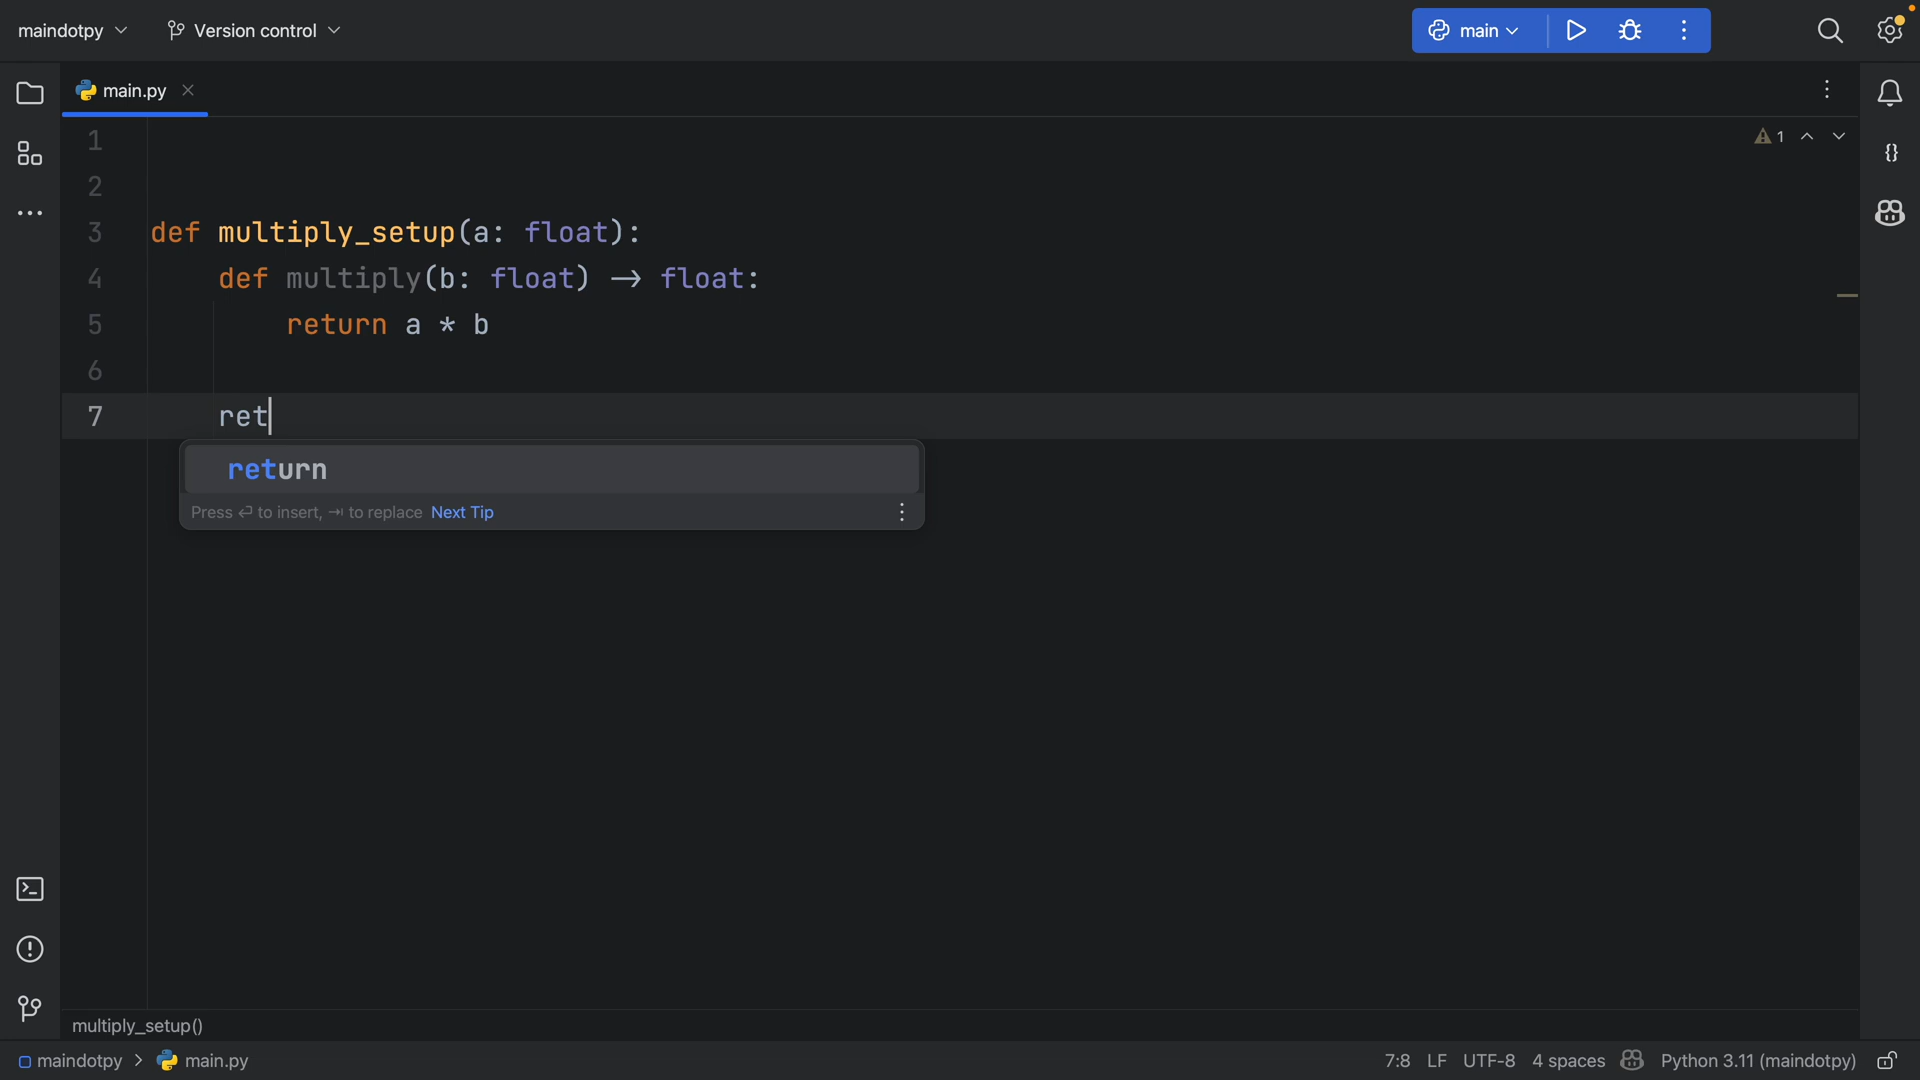 maindotpy Version control main
main.py
1 1
2
3 def multiply_setup(a: float):
4 def multiply(b: float) → float:
5 return a * b
6
7 ret
return
Press ⏎ to insert, ⇥ to replace Next Tip
multiply_setup()
maindotpy > main.py 7:8 LF UTF-8 4 spaces Python 3.11 (maindotpy)